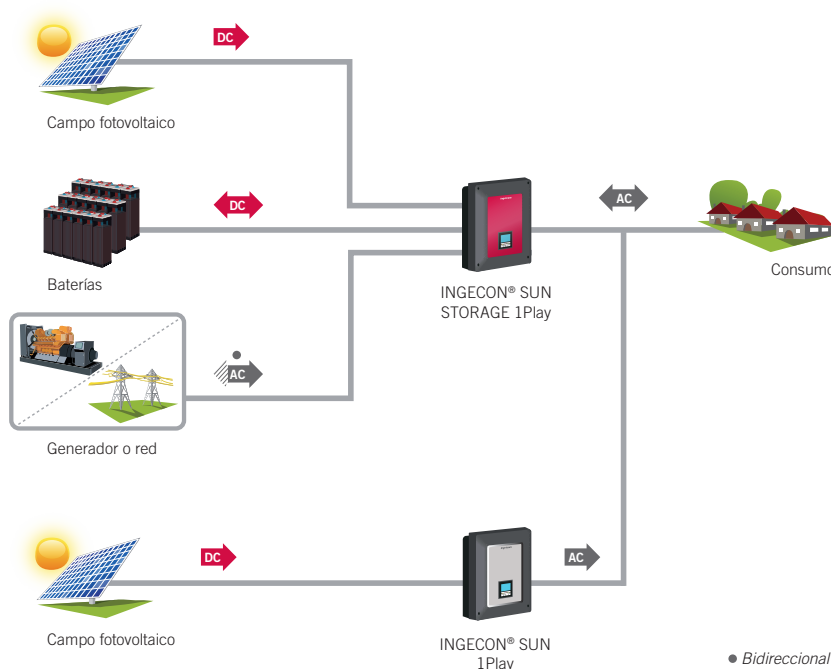 DC
Campo fotovoltaico
DC
AC
Baterías
INGECON® SUN
STORAGE 1Play
Consumo
AC
Generador o red
DC
AC
Campo fotovoltaico
INGECON® SUN
1Play
● Bidireccional